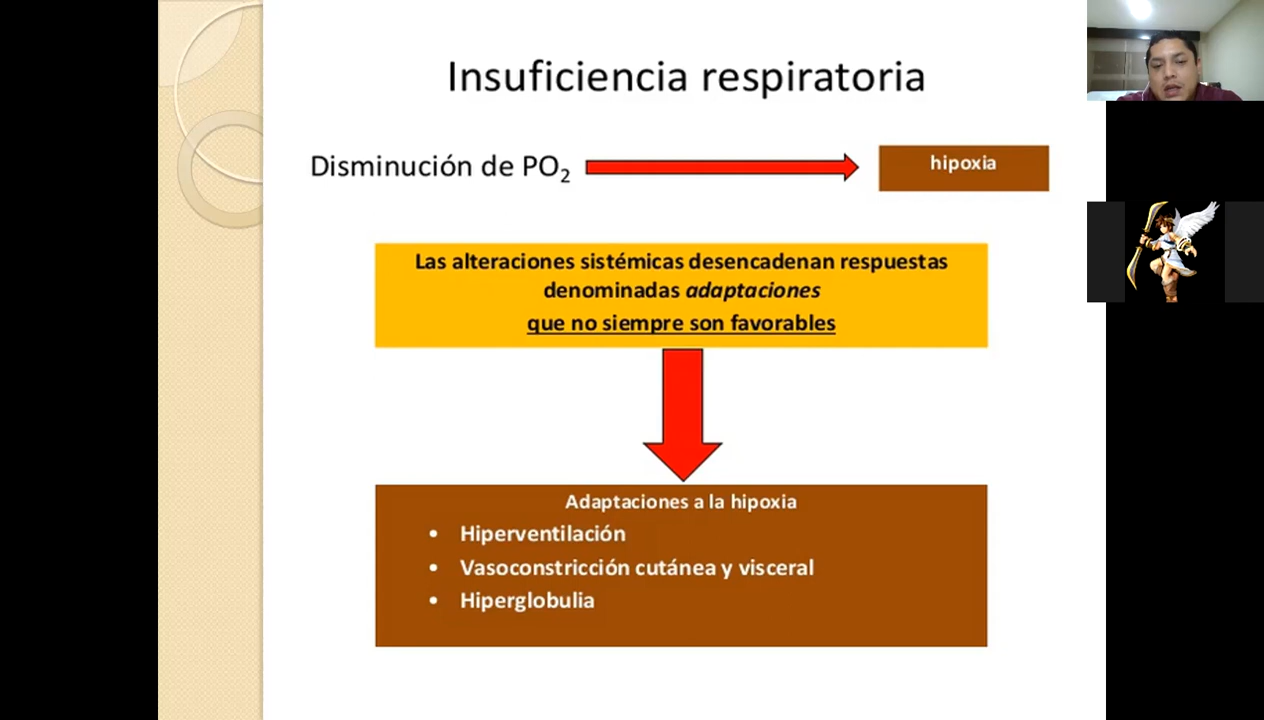 Insuficiencia respiratoria
Disminución de PO₂
hipoxia
Las alteraciones sistémicas desencadenan respuestas
denominadas adaptaciones
que no siempre son favorables
Adaptaciones a la hipoxia
• Hiperventilación
• Vasoconstricción cutánea y visceral
• Hiperglobulia